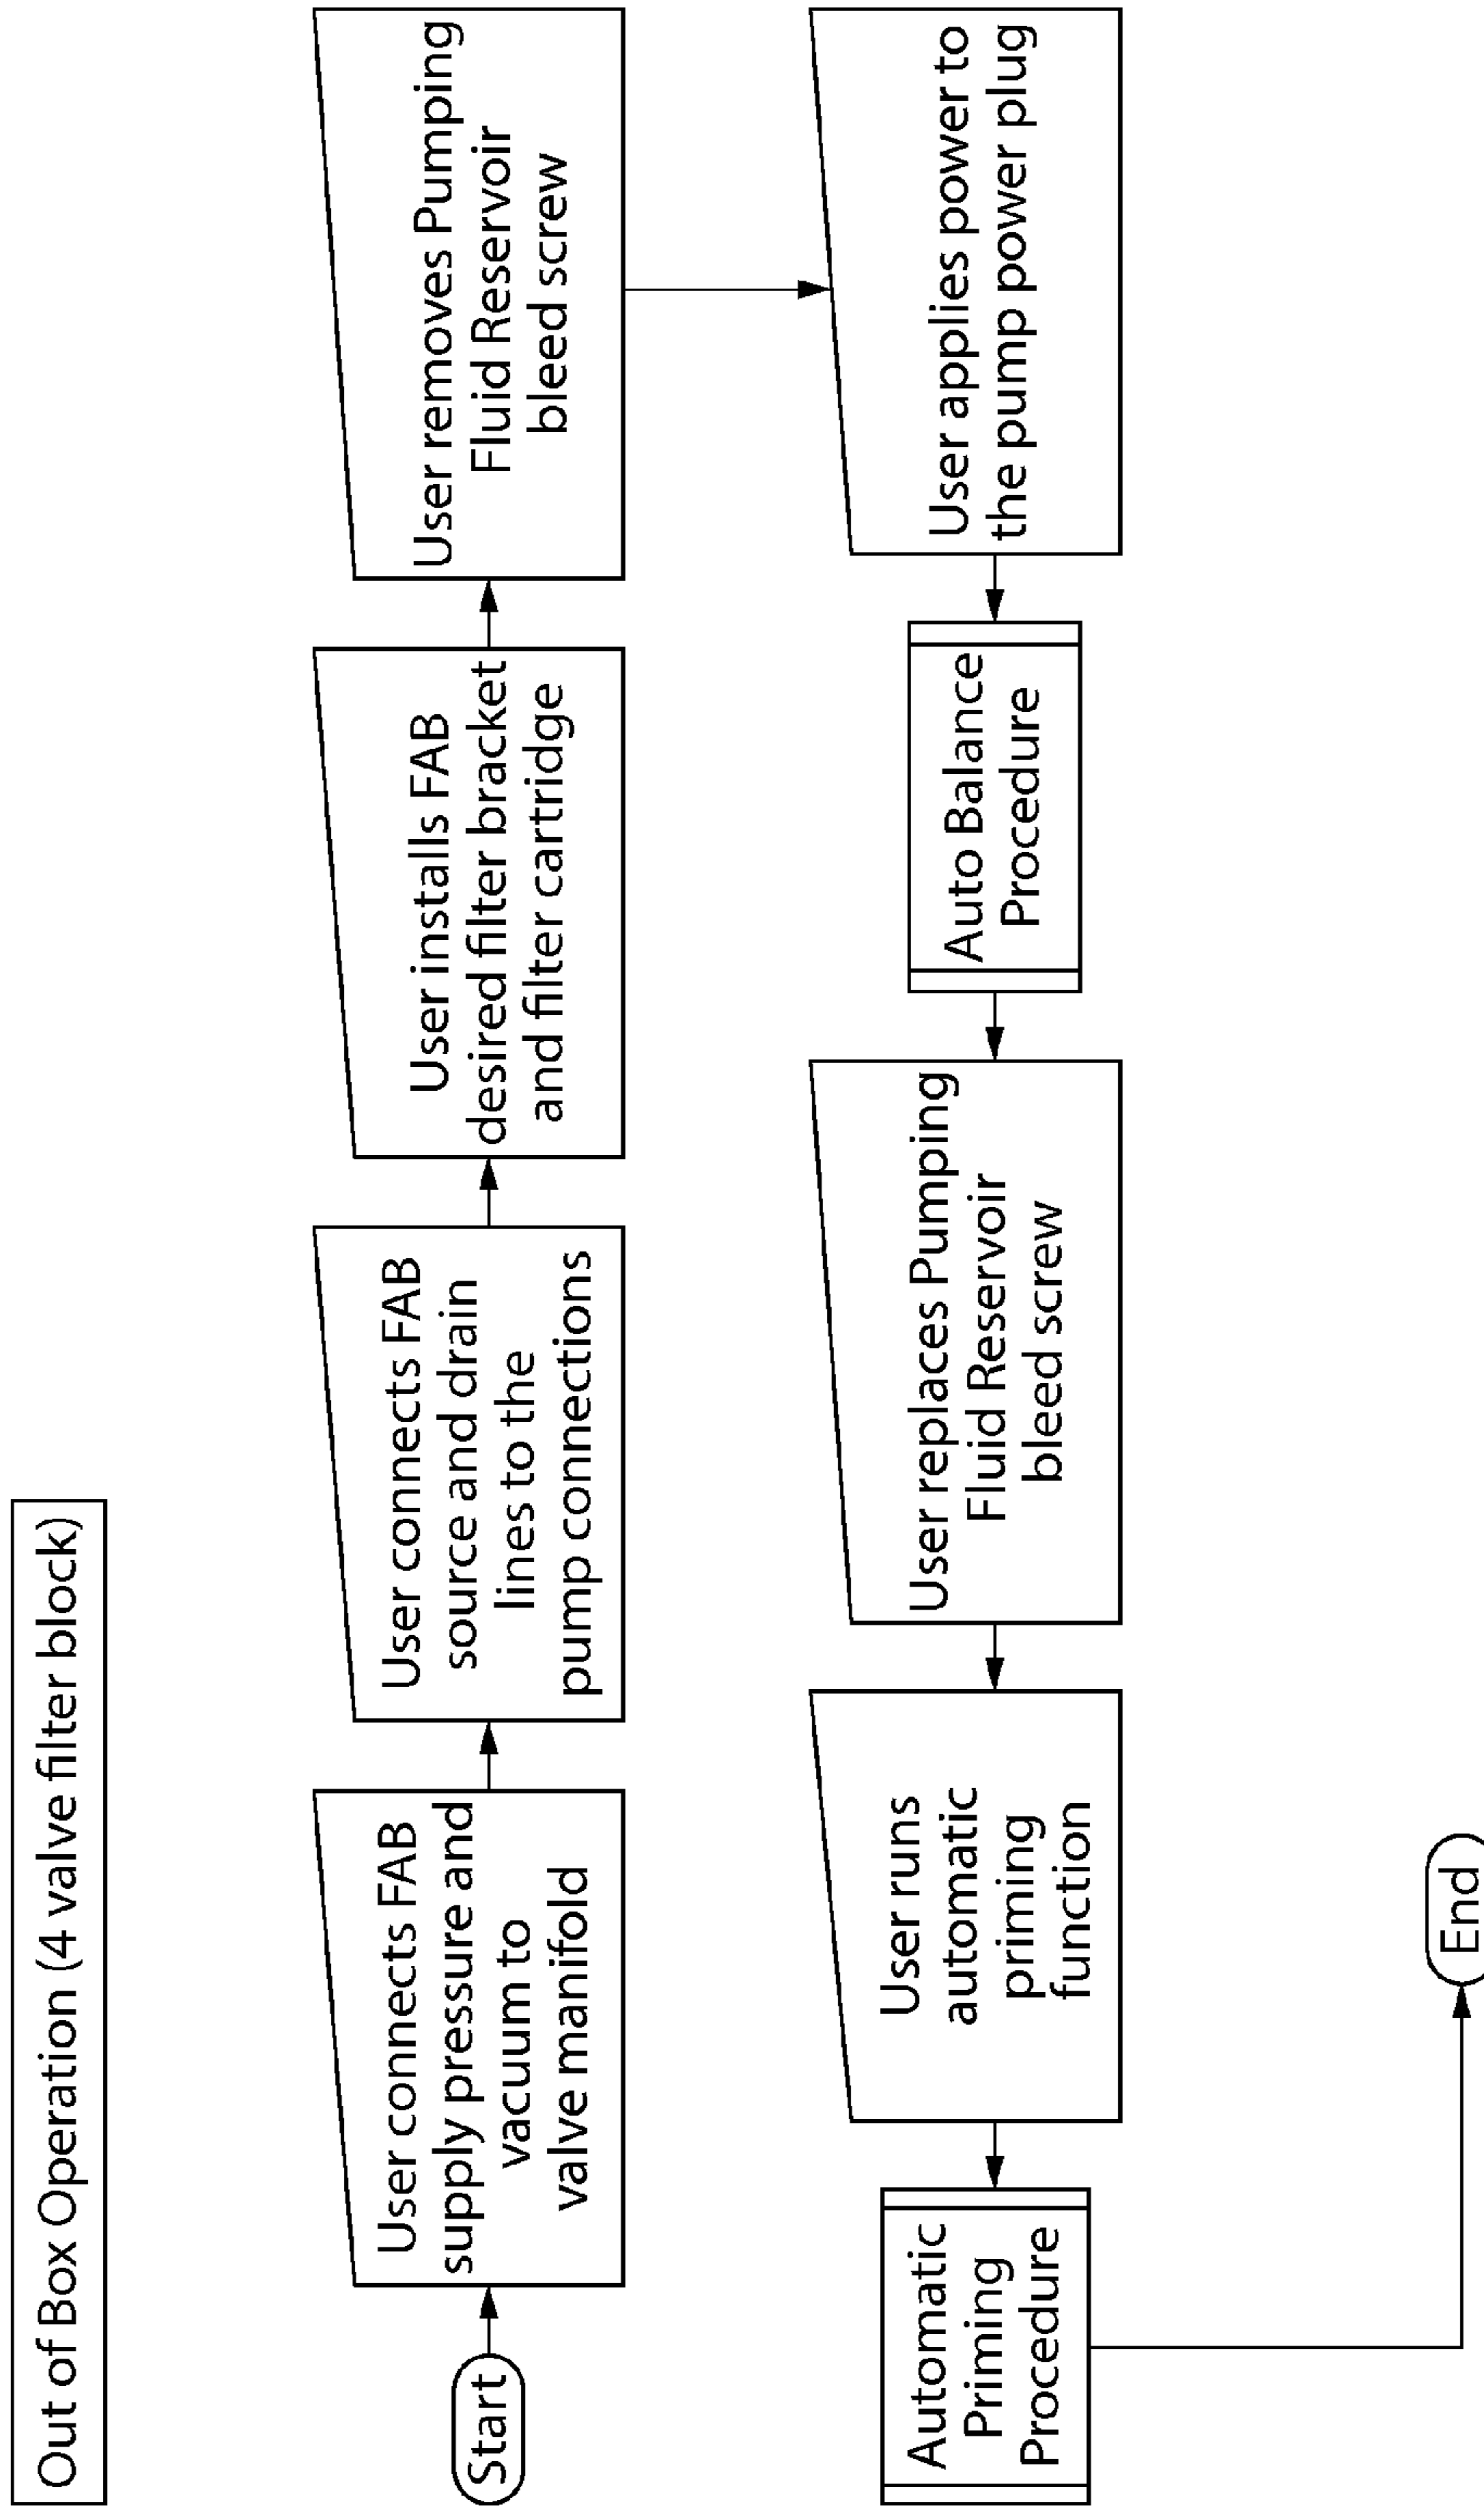 Out of Box Operation (4 valve filter block)
Start
User connects FAB
supply pressure and
vacuum to
valve manifold
User connects FAB
source and drain
lines to the
pump connections
User installs FAB
desired filter bracket
and filter cartridge
User removes Pumping
Fluid Reservoir
bleed screw
User applies power to
the pump power plug
Auto Balance
Procedure
User replaces Pumping
Fluid Reservoir
bleed screw
User runs
automatic
priming
function
Automatic
Priming
Procedure
End